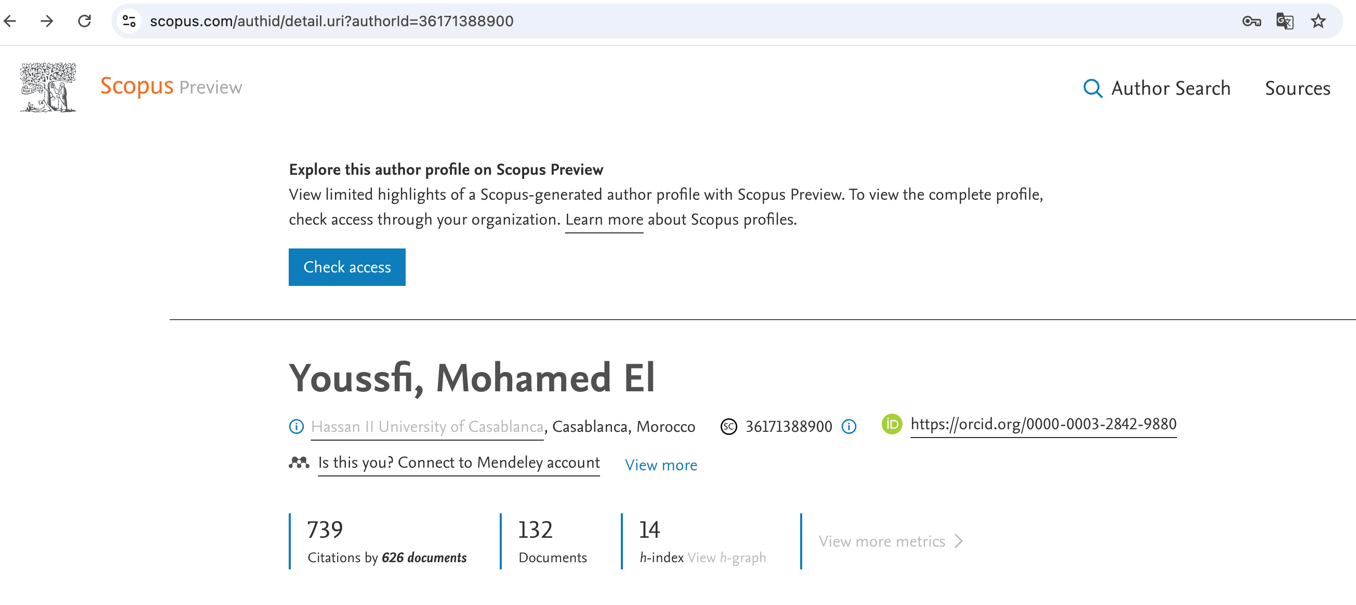 scopus.com/authid/detail.uri?authorId=36171388900
Scopus Preview
Author Search Sources
Explore this author profile on Scopus Preview
View limited highlights of a Scopus-generated author profile with Scopus Preview. To view the complete profile,
check access through your organization. Learn more about Scopus profiles.
Check access
Youssfi, Mohamed El
Hassan II University of Casablanca, Casablanca, Morocco SC 36171388900 iD https://orcid.org/0000-0003-2842-9880
Is this you? Connect to Mendeley account View more
739 132 14
Citations by 626 documents Documents h-index View h-graph
View more metrics